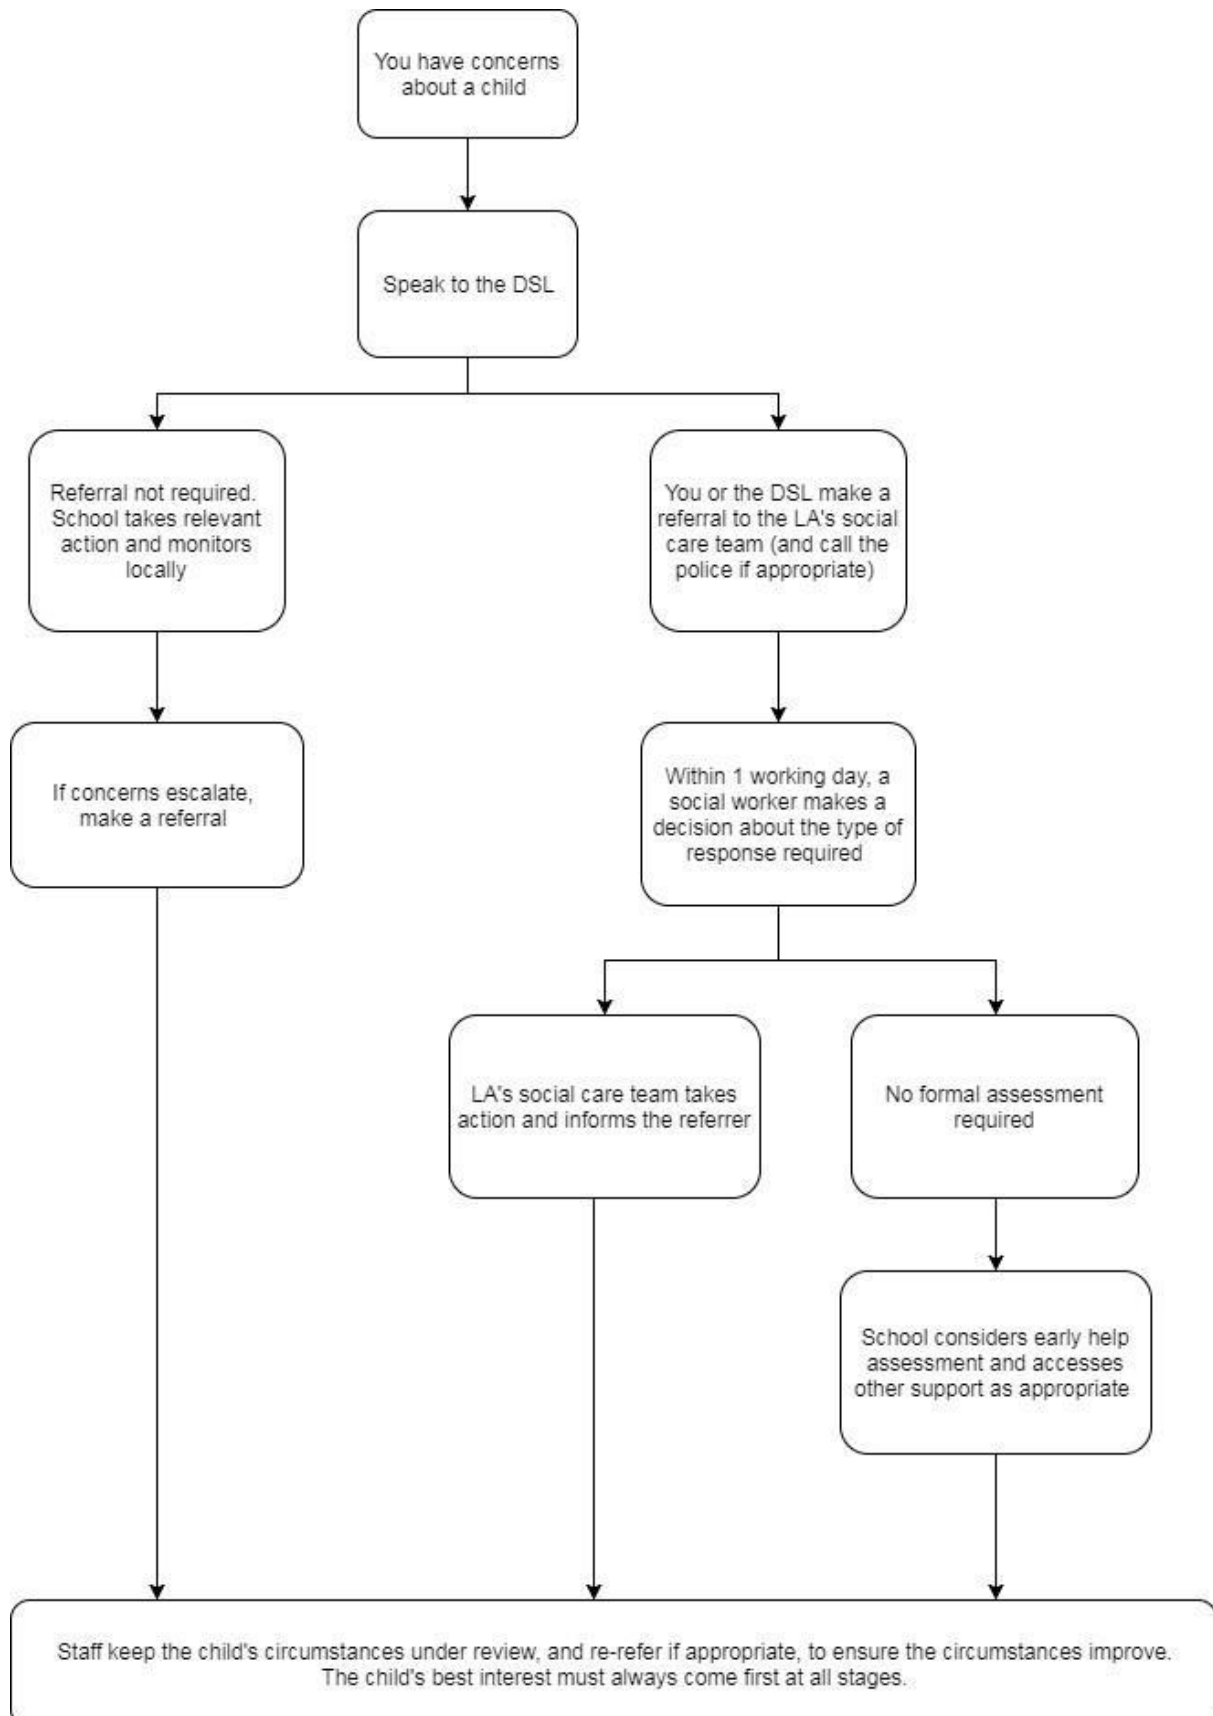 You have concerns
about a child
Speak to the DSL
Referral not required.
School takes relevant
action and monitors
locally
You or the DSL make a
referral to the LA's social
care team (and call the
police if appropriate)
If concerns escalate,
make a referral
Within 1 working day, a
social worker makes a
decision about the type of
response required
LA's social care team takes
action and informs the referrer
No formal assessment
required
School considers early help
assessment and accesses
other support as appropriate
Staff keep the child's circumstances under review, and re-refer if appropriate, to ensure the circumstances improve.
The child's best interest must always come first at all stages.